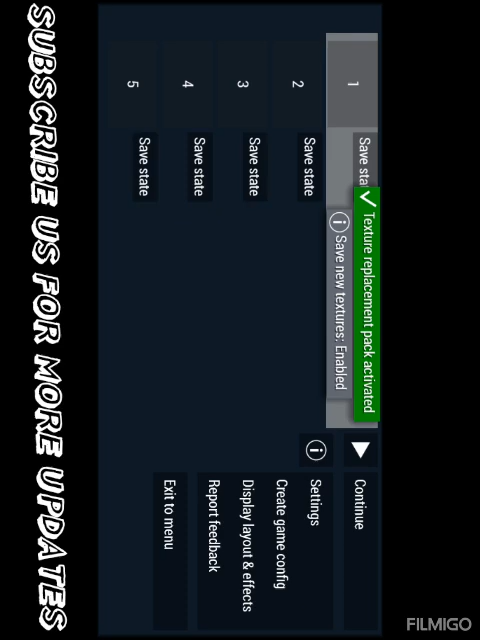 Texture replacement pack activated
Save new textures: Enabled
1
Save sta
2
Save state
3
Save state
4
Save state
5
Save state
Continue
Settings
Create game config
Display layout & effects
Report feedback
Exit to menu
SUBSCRIBE US FOR MORE UPDATES
FILMIGO